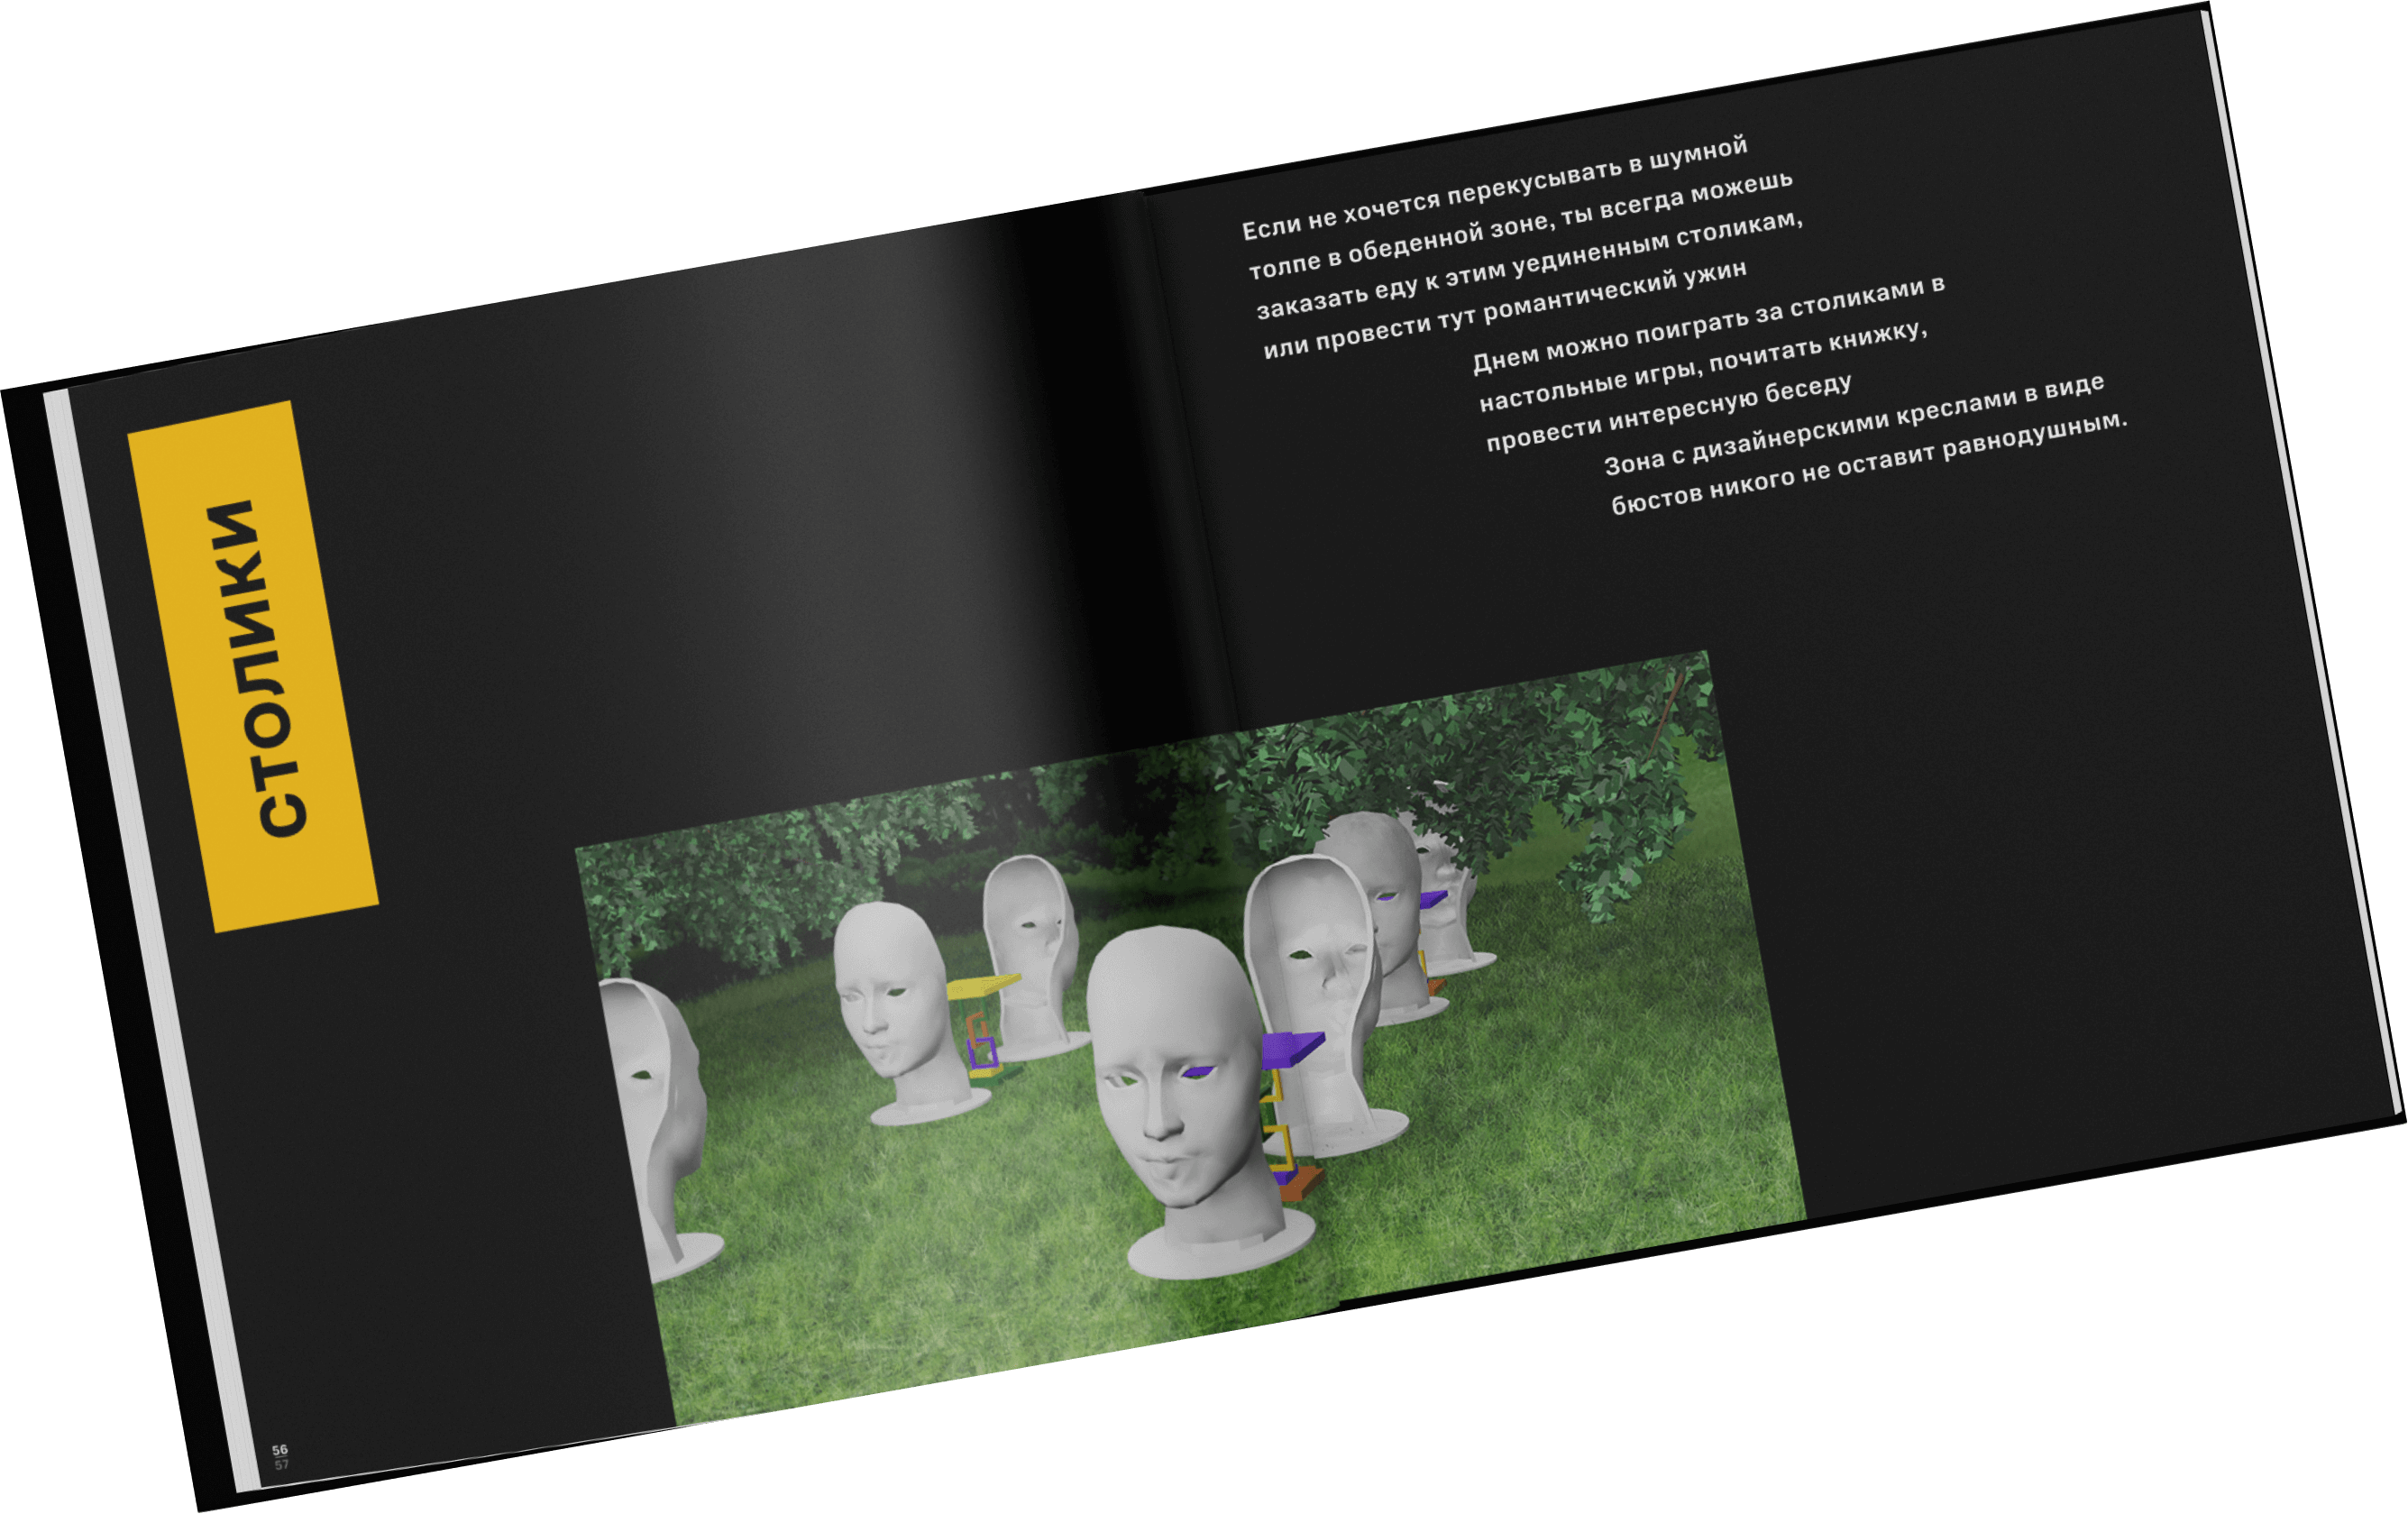 СТОЛИКИ
Если не хочется перекусывать в шумной
толпе в обеденной зоне, ты всегда можешь
заказать еду к этим уединенным столикам,
или провести тут романтический ужин
Днем можно поиграть за столиками в
настольные игры, почитать книжку,
провести интересную беседу
Зона с дизайнерскими креслами в виде
бюстов никого не оставит равнодушным.
56
57